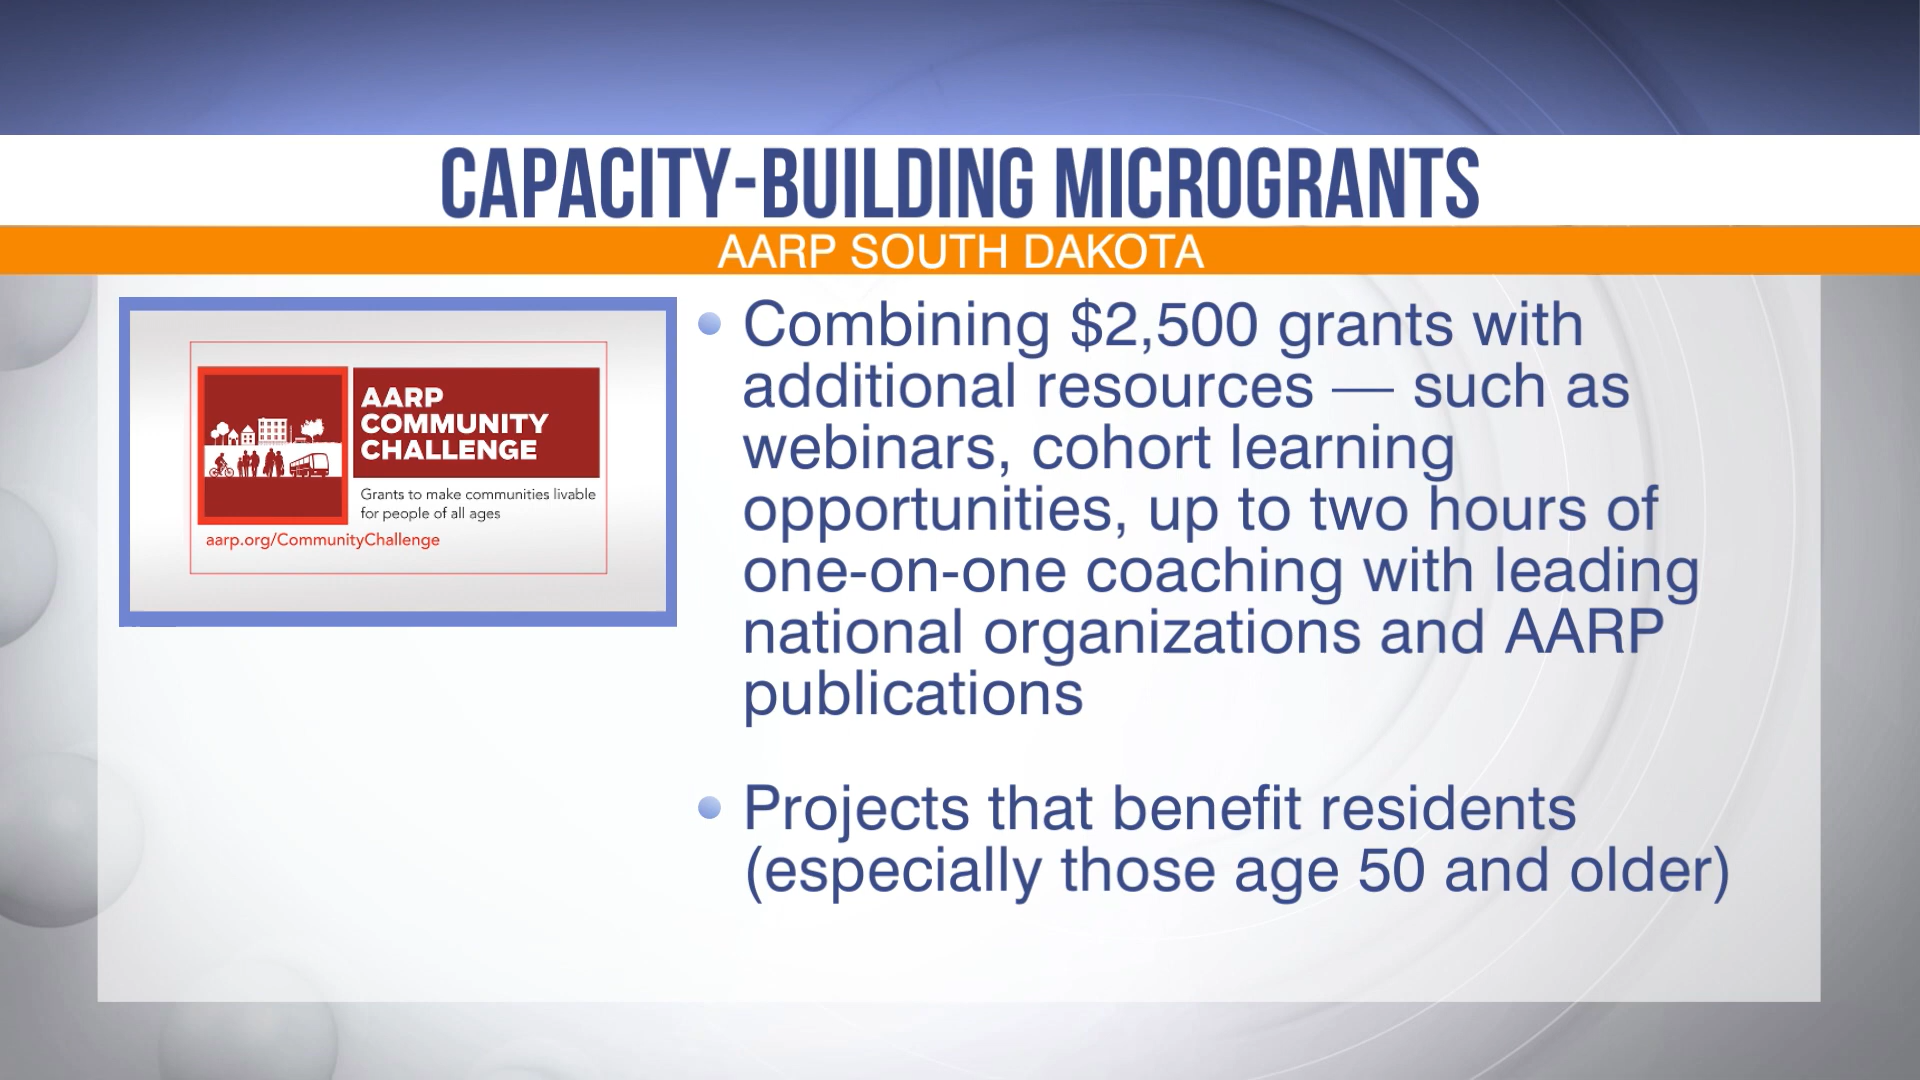 CAPACITY-BUILDING MICROGRANTS
AARP SOUTH DAKOTA
AARP
COMMUNITY
CHALLENGE
Grants to make communities livable
for people of all ages
aarp.org/CommunityChallenge
• Combining $2,500 grants with
additional resources — such as
webinars, cohort learning
opportunities, up to two hours of
one-on-one coaching with leading
national organizations and AARP
publications
• Projects that benefit residents
(especially those age 50 and older)